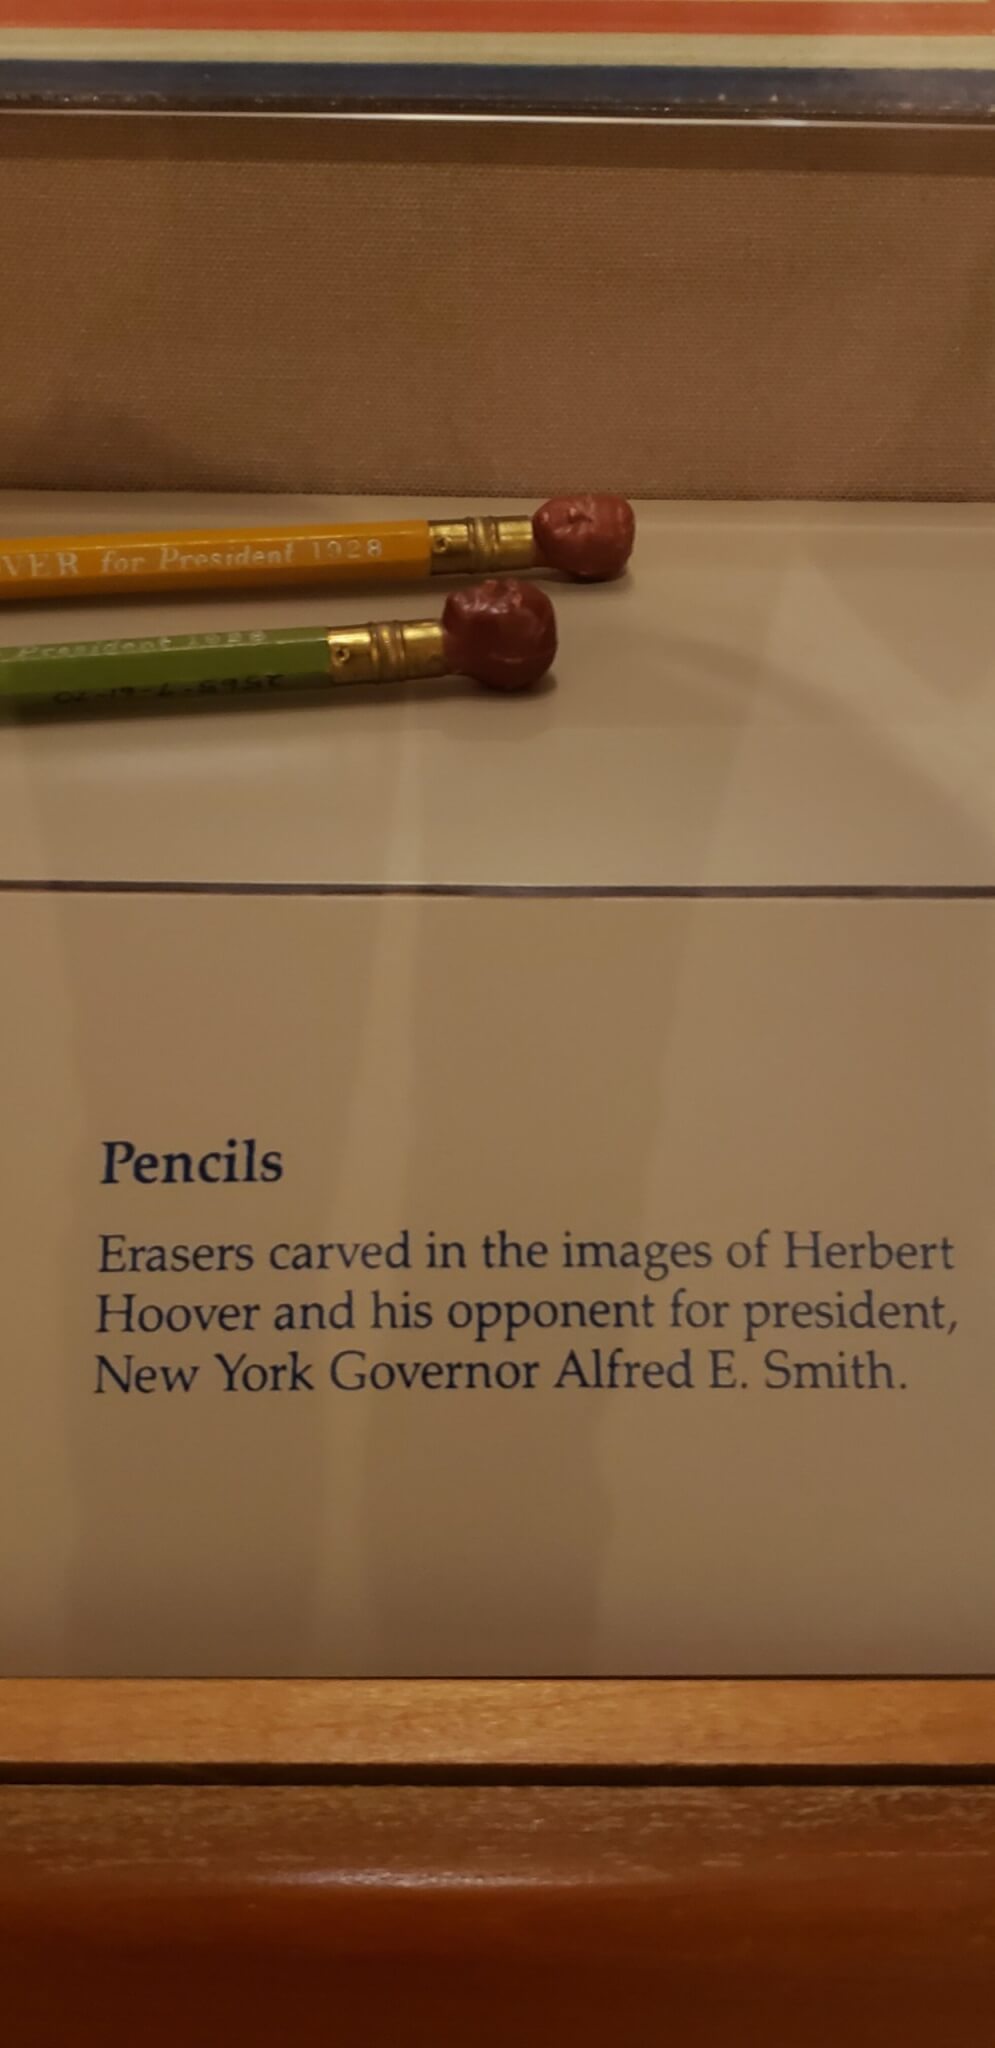 VER for President 1928
President 1928
Pencils
Erasers carved in the images of Herbert
Hoover and his opponent for president,
New York Governor Alfred E. Smith.